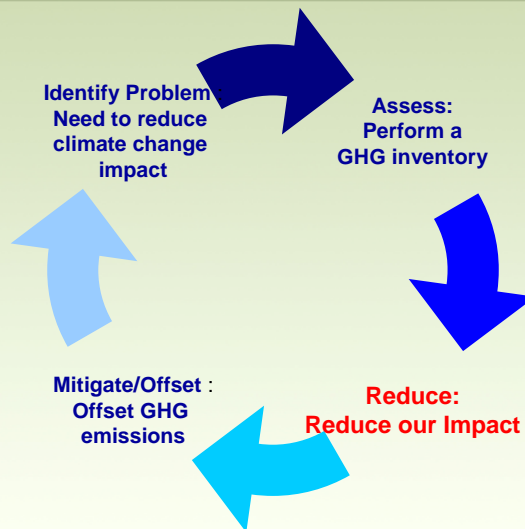 Identify Problem :
Need to reduce
climate change
impact
Assess:
Perform a
GHG inventory
Reduce:
Reduce our Impact
Mitigate/Offset :
Offset GHG
emissions